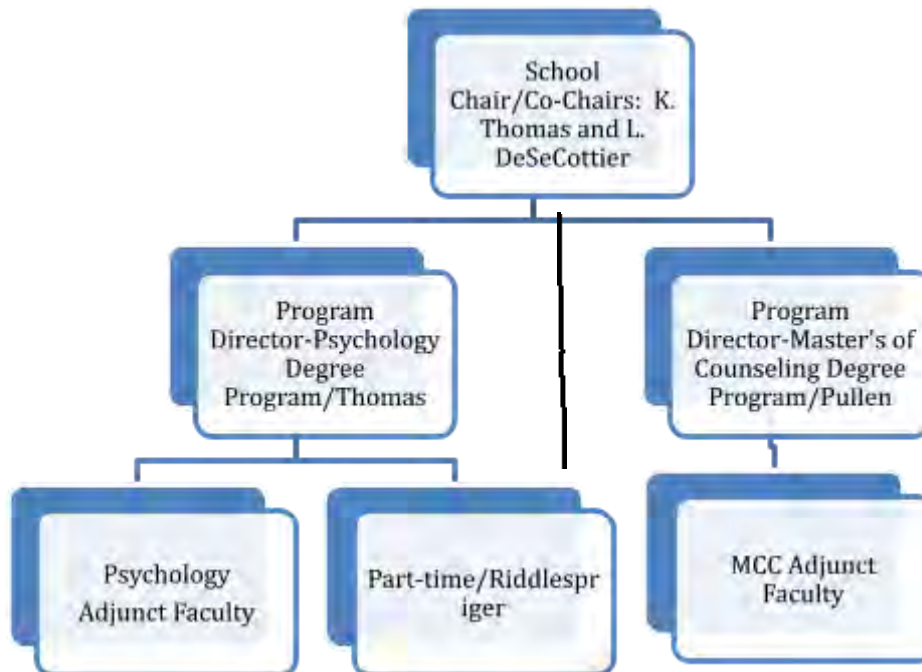 School
Chair/Co-Chairs: K.
Thomas and L.
DeSeCottier
Program
Director-Psychology
Degree
Program/Thomas
Program
Director-Master's of
Counseling Degree
Program/Pullen
Psychology
Adjunct Faculty
Part-time/Riddlespr
iger
MCC Adjunct
Faculty